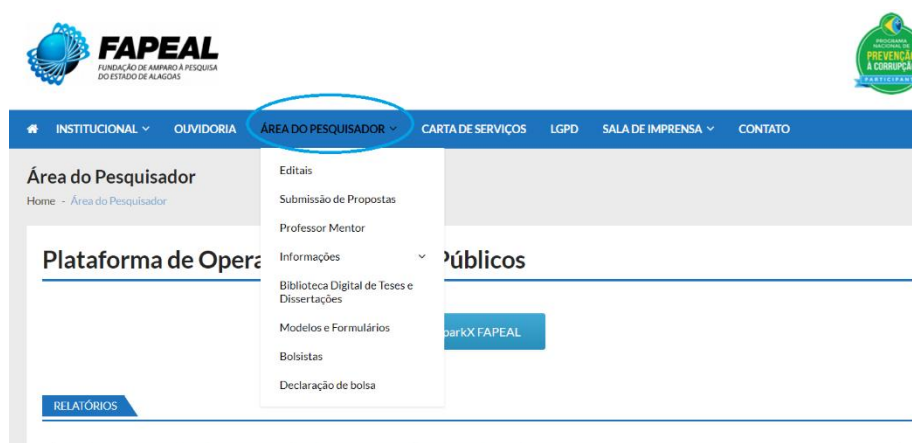 FAPEAL
FUNDAÇÃO DE AMPARO À PESQUISA
DO ESTADO DE ALAGOAS
PROGRAMA
NACIONAL DE
PREVENÇÃO
À CORRUPÇÃO
PARTICIPANTE
INSTITUCIONAL OUVIDORIA ÁREA DO PESQUISADOR CARTA DE SERVIÇOS LGPD SALA DE IMPRENSA CONTATO
Área do Pesquisador
Home - Área do Pesquisador
Editais
Submissão de Propostas
Professor Mentor
Informações
Biblioteca Digital de Teses e
Dissertações
Modelos e Formulários
Bolsistas
Declaração de bolsa
Plataforma de Opera Públicos
parkX FAPEAL
RELATÓRIOS